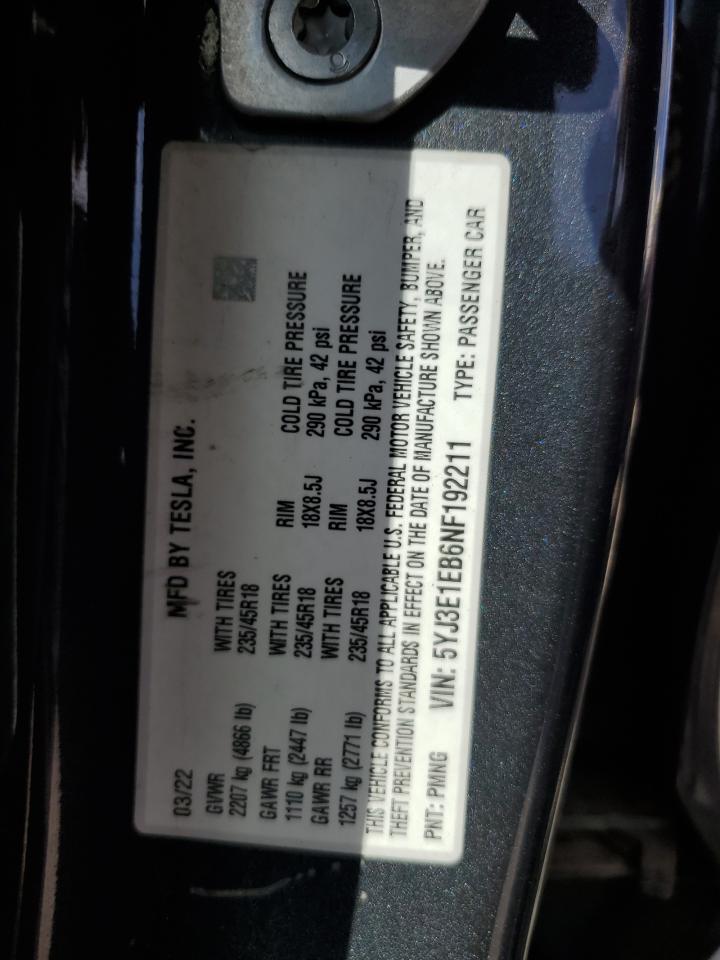 03/22 MFD BY TESLA, INC.
GVWR WITH TIRES
2207 kg (4866 lb) 235/45R18
GAWR FRT WITH TIRES RIM COLD TIRE PRESSURE
1110 kg (2447 lb) 235/45R18 18X8.5J 290 kPa, 42 psi
GAWR RR WITH TIRES RIM COLD TIRE PRESSURE
1257 kg (2771 lb) 235/45R18 18X8.5J 290 kPa, 42 psi
THIS VEHICLE CONFORMS TO ALL APPLICABLE U.S. FEDERAL MOTOR VEHICLE SAFETY, BUMPER, AND
THEFT PREVENTION STANDARDS IN EFFECT ON THE DATE OF MANUFACTURE SHOWN ABOVE.
PNT: PMNG VIN: 5YJ3E1EB6NF192211 TYPE: PASSENGER CAR